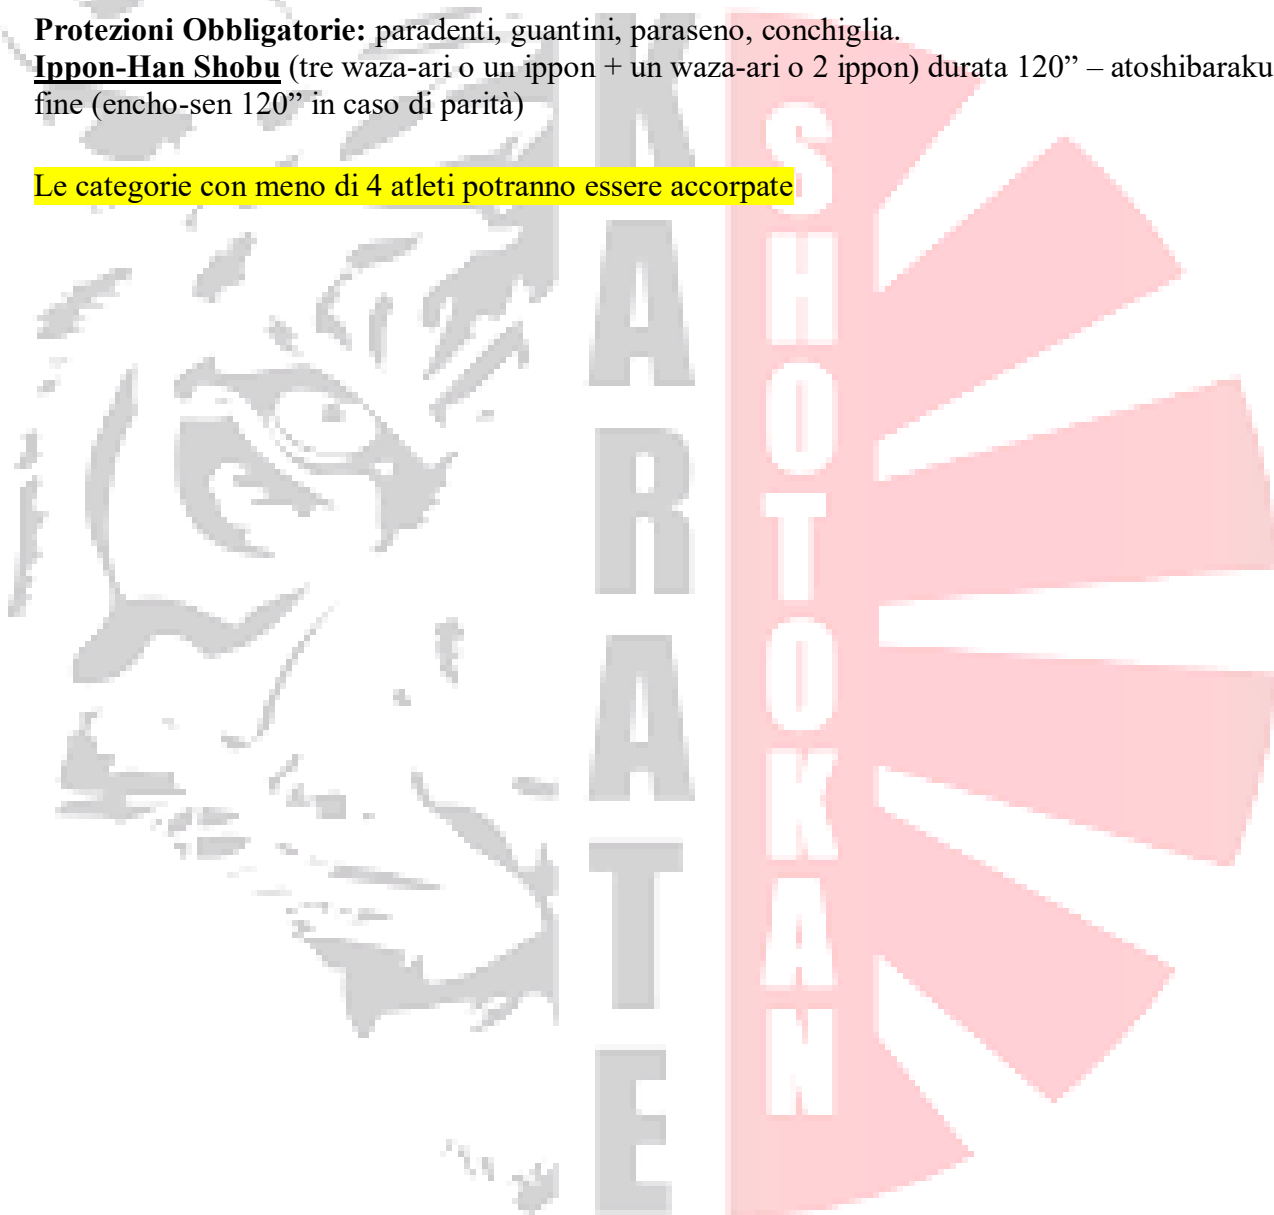 Protezioni Obbligatorie: paradenti, guantini, paraseno, conchiglia.
Ippon-Han Shobu (tre waza-ari o un ippon + un waza-ari o 2 ippon) durata 120” – atoshibaraku
fine (encho-sen 120” in caso di parità)
Le categorie con meno di 4 atleti potranno essere accorpate
KARATE
SHOTOKAN